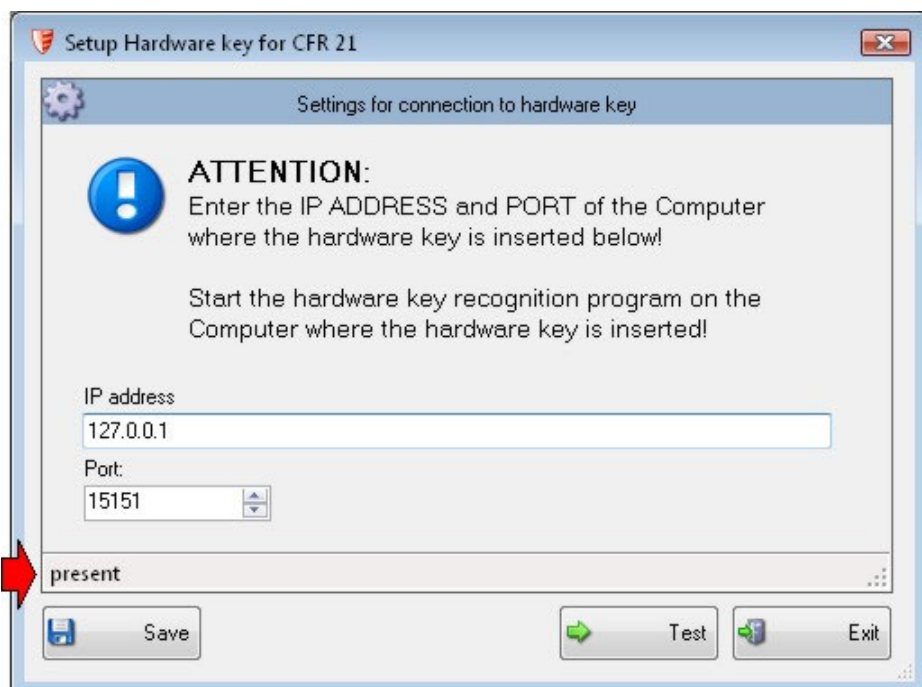 Setup Hardware key for CFR 21
Settings for connection to hardware key
ATTENTION:
Enter the IP ADDRESS and PORT of the Computer
where the hardware key is inserted below!
Start the hardware key recognition program on the
Computer where the hardware key is inserted!
IP address
127.0.0.1
Port:
15151
present
Save
Test
Exit